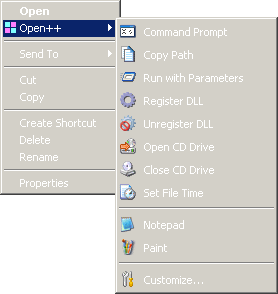 Open
Open++
Send To
Cut
Copy
Create Shortcut
Delete
Rename
Properties
Command Prompt
Copy Path
Run with Parameters
Register DLL
Unregister DLL
Open CD Drive
Close CD Drive
Set File Time
Notepad
Paint
Customize...